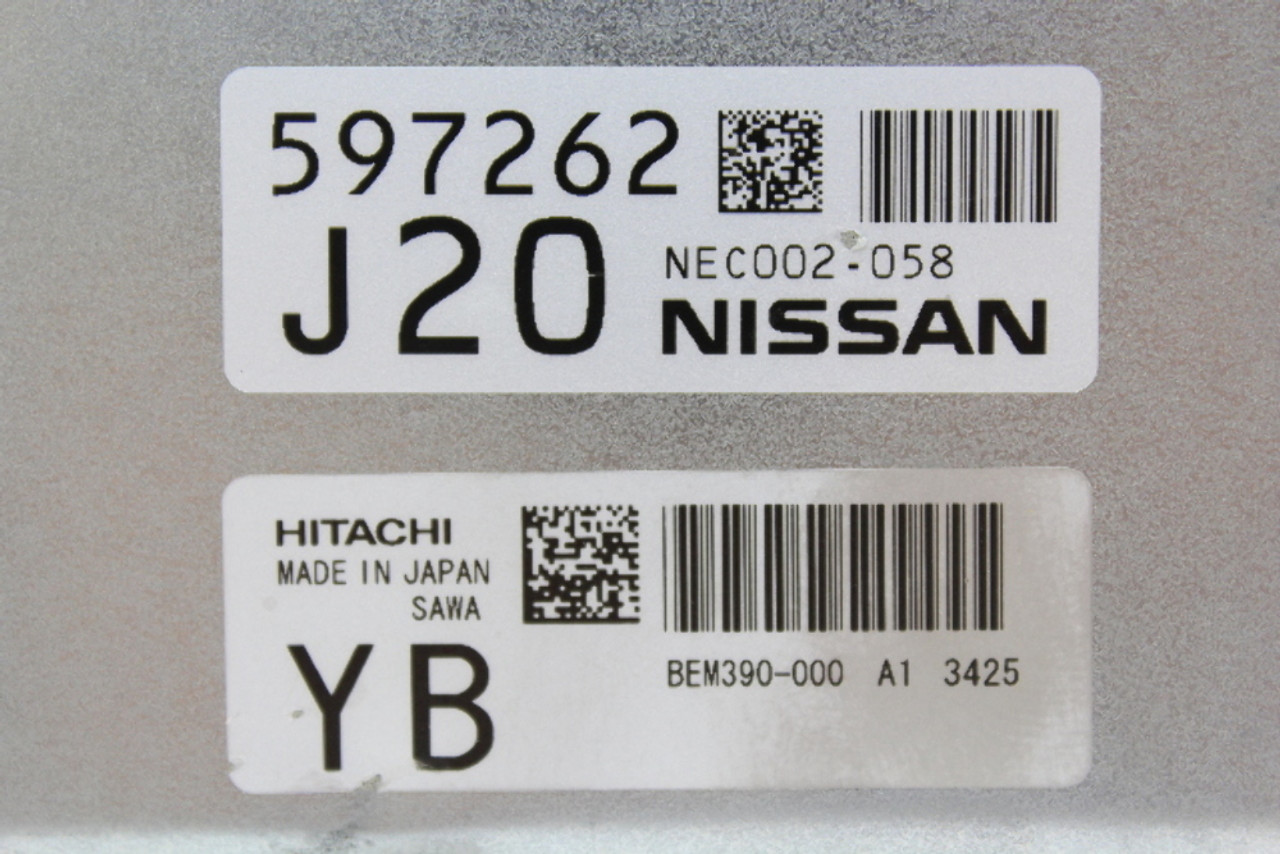 597262
J20
NEC002-058
NISSAN
HITACHI
MADE IN JAPAN
SAWA
YB
BEM390-000 A1 3425